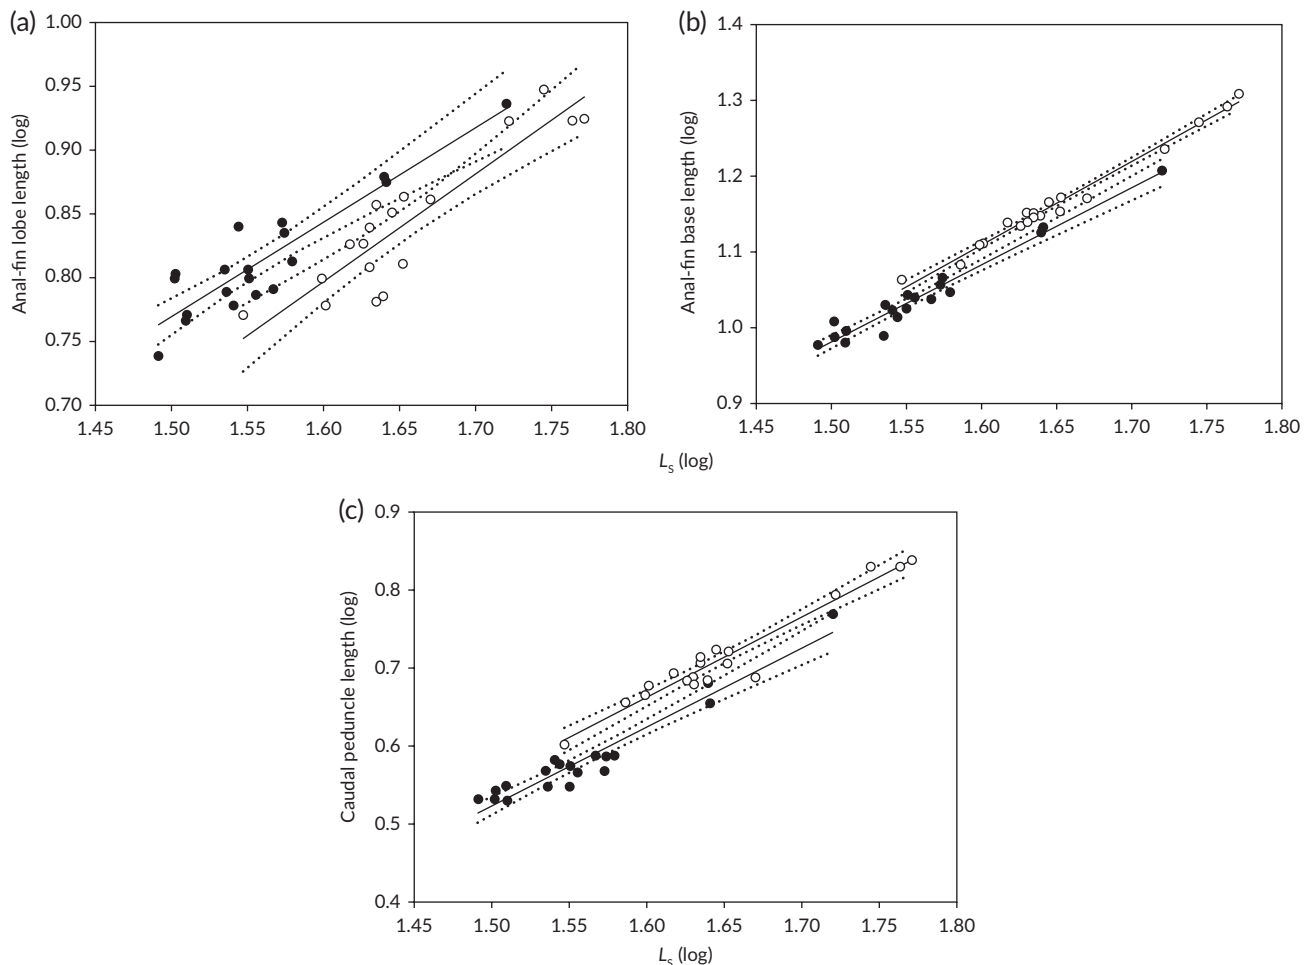 (a)
1.00
0.95
0.90
0.85
0.80
0.75
0.70
Anal-fin lobe length (log)
1.45 1.50 1.55 1.60 1.65 1.70 1.75 1.80
(b)
1.4
1.3
1.2
1.1
1.0
0.9
Anal-fin base length (log)
1.45 1.50 1.55 1.60 1.65 1.70 1.75 1.80
Ls (log)
(c)
0.9
0.8
0.7
0.6
0.5
0.4
Caudal peduncle length (log)
1.45 1.50 1.55 1.60 1.65 1.70 1.75 1.80
Ls (log)